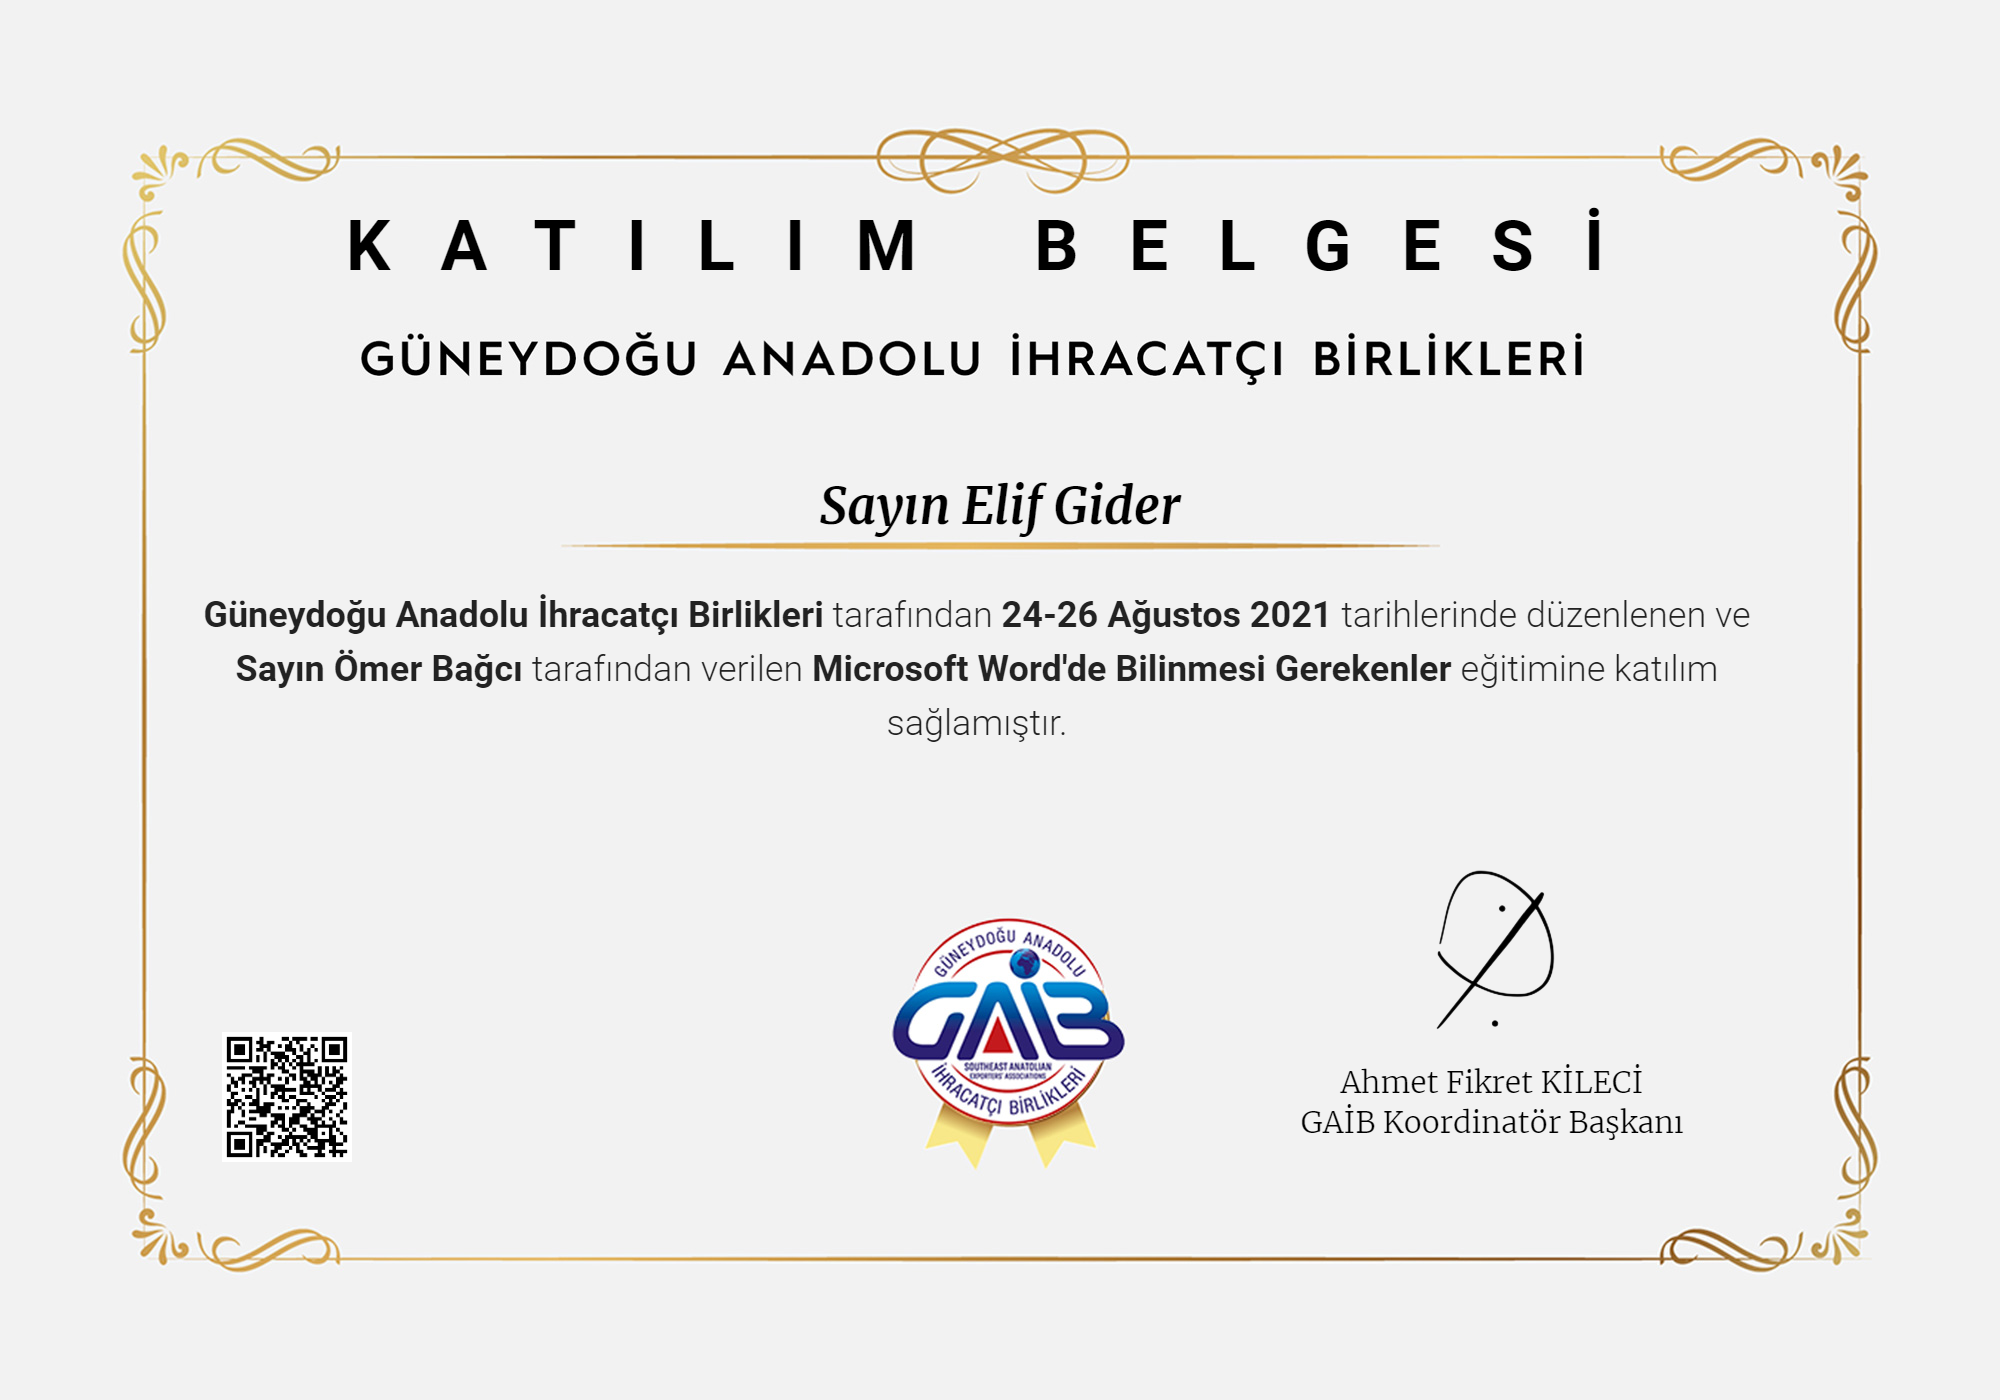 KATILIM BELGESİ
GÜNEYDOĞU ANADOLU İHRACATÇI BİRLİKLERİ
Sayın Elif Gider
Güneydoğu Anadolu İhracatçı Birlikleri tarafından 24-26 Ağustos 2021 tarihlerinde düzenlenen ve
Sayın Ömer Bağcı tarafından verilen Microsoft Word'de Bilinmesi Gerekenler eğitimine katılım
sağlamıştır.
GÜNEYDOĞU ANADOLU
GAİB
SOUTHEAST ANATOLIAN
EXPORTERS' ASSOCIATIONS
İHRACATÇI BİRLİKLERİ
Ahmet Fikret KİLECİ
GAİB Koordinatör Başkanı